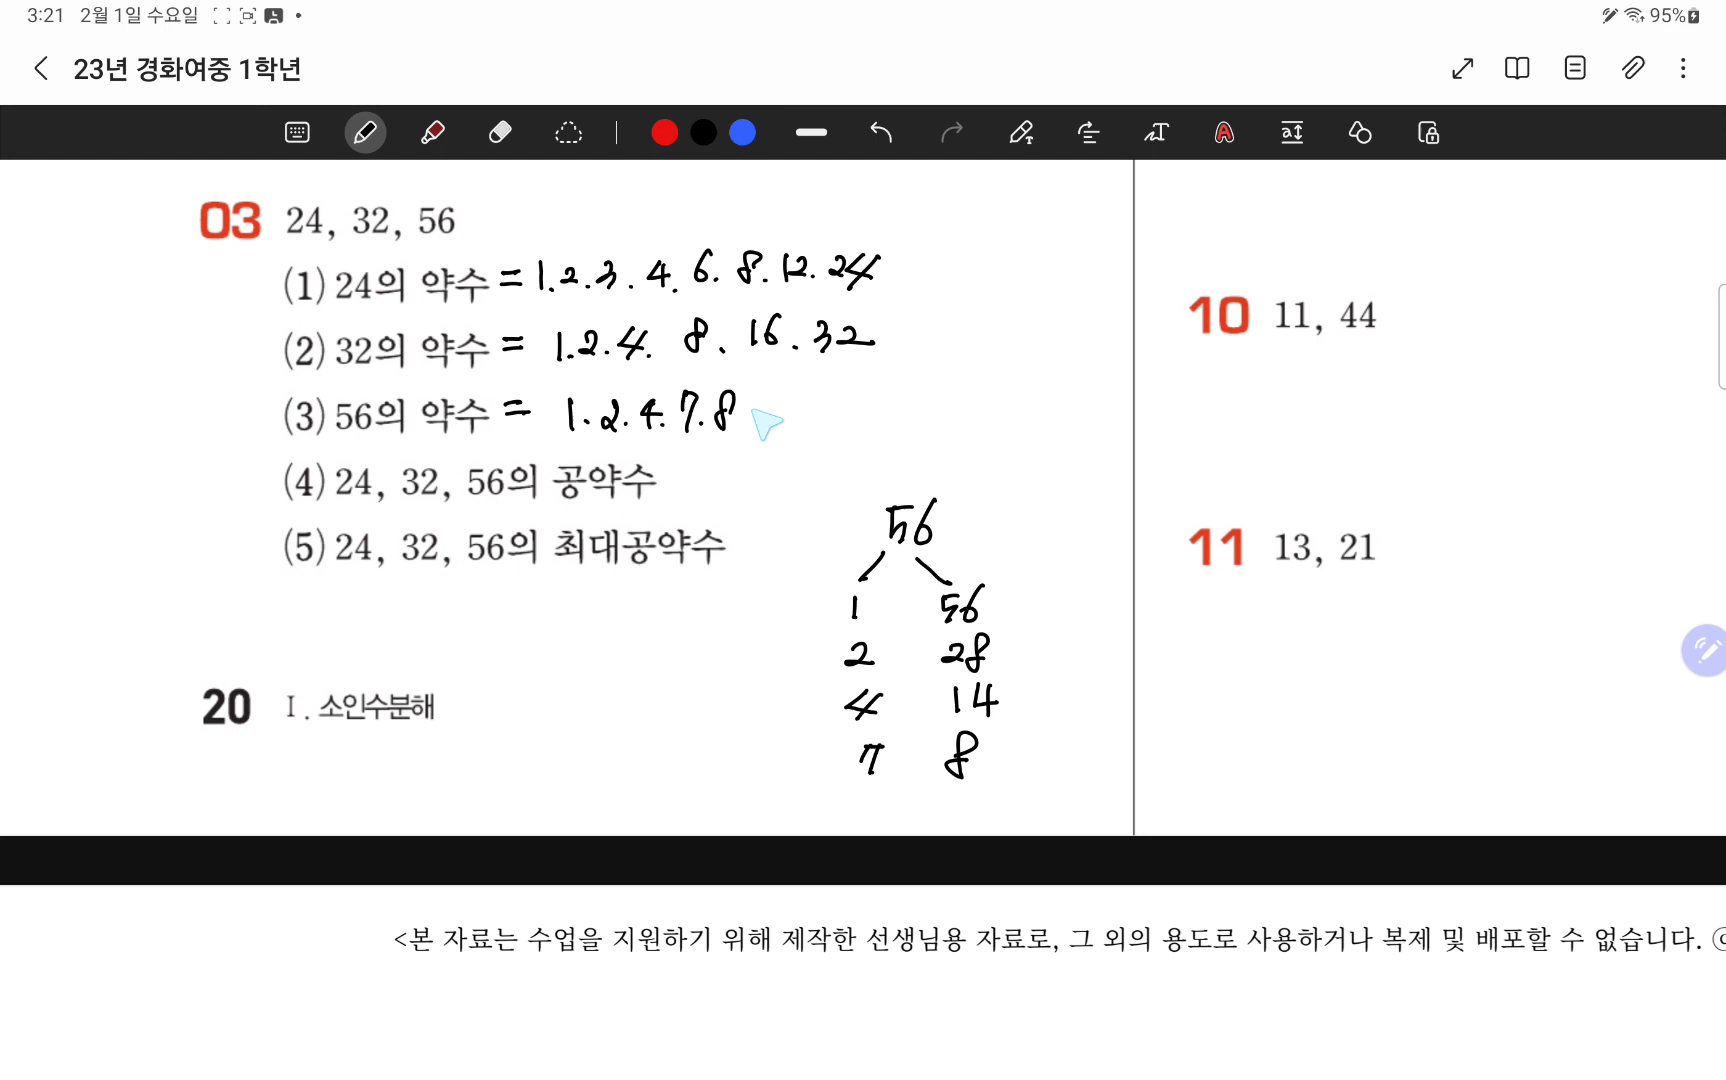 3:21 2월 1일 수요일
95%
23년 경화여중 1학년
03 24, 32, 56
(1) 24의 약수 = 1.2.3.4.6.8.12.24
(2) 32의 약수 = 1.2.4.8.16.32
(3) 56의 약수 = 1.2.4.7.8
(4) 24, 32, 56의 공약수
(5) 24, 32, 56의 최대공약수
56
1 56
2 28
4 14
7 8
20 Ⅰ. 소인수분해
10 11, 44
11 13, 21
<본 자료는 수업을 지원하기 위해 제작한 선생님용 자료로, 그 외의 용도로 사용하거나 복제 및 배포할 수 없습니다.